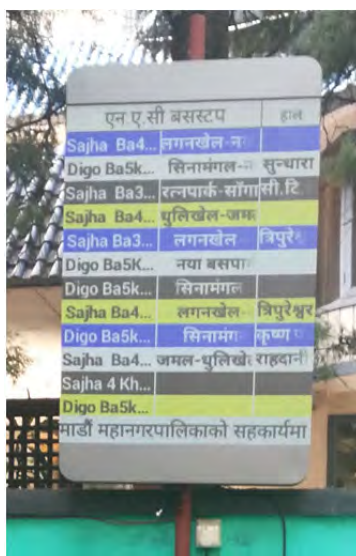 एन ए.सी बसस्टप हाल
Sajha Ba4... लगनखेल-न
Digo Ba5k... सिनामंगल-न सुन्धारा
Sajha Ba3... रत्नपार्क-साँगा सी.टि.
Sajha Ba4... धुलिखेल-जम
Sajha Ba3... लगनखेल त्रिपुरे
Digo Ba5K... नया बसपा
Digo Ba5k... सिनामंगल
Sajha Ba4... लगनखेल- त्रिपुरेश्वर
Digo Ba5k... सिनामंग कृष्ण
Sajha Ba4... जमल-धुलिखे राहदानी
Sajha 4 Kh...
Digo Ba5k...
माडौं महानगरपालिकाको सहकार्यमा